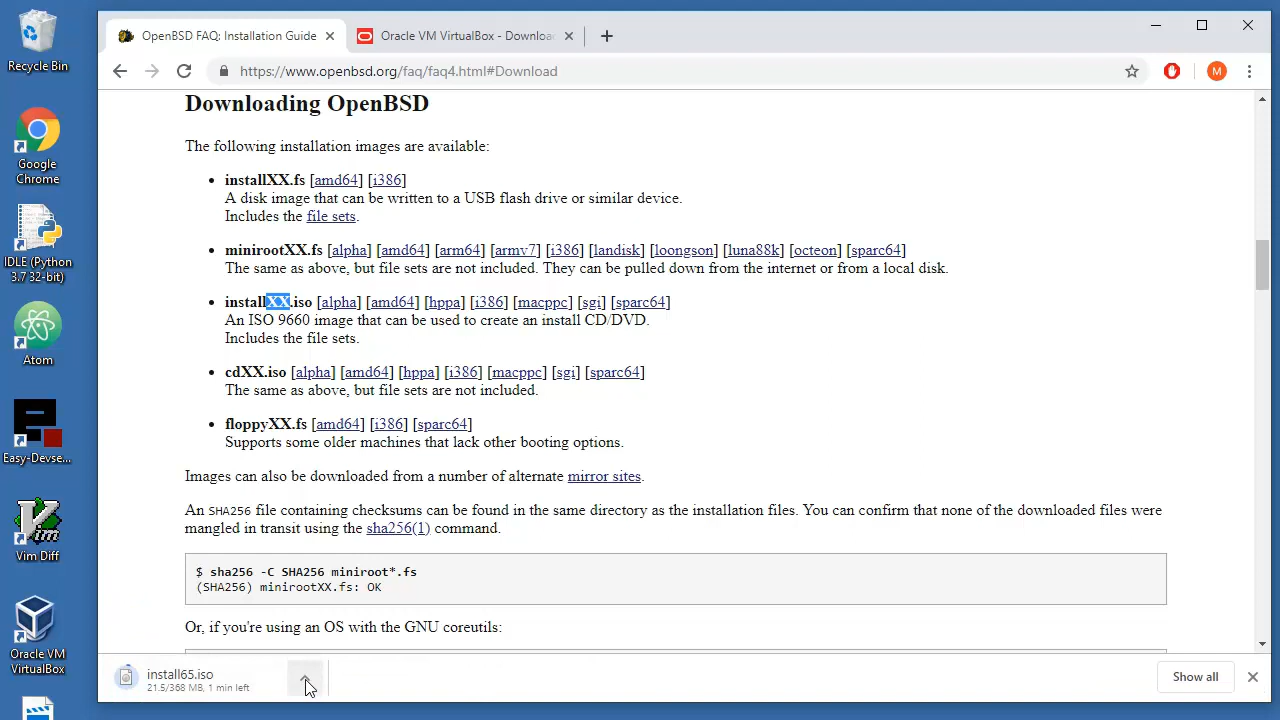 Recycle Bin
Google
Chrome
IDLE (Python
3.7 32-bit)
Atom
Easy-Devse...
Vim Diff
Oracle VM
VirtualBox
OpenBSD FAQ: Installation Guide
Oracle VM VirtualBox - Downloa
https://www.openbsd.org/faq/faq4.html#Download
M
Downloading OpenBSD
The following installation images are available:
• installXX.fs [amd64] [i386]
A disk image that can be written to a USB flash drive or similar device.
Includes the file sets.
• minirootXX.fs [alpha] [amd64] [arm64] [armv7] [i386] [landisk] [loongson] [luna88k] [octeon] [sparc64]
The same as above, but file sets are not included. They can be pulled down from the internet or from a local disk.
• installXX.iso [alpha] [amd64] [hppa] [i386] [macppc] [sgi] [sparc64]
An ISO 9660 image that can be used to create an install CD/DVD.
Includes the file sets.
• cdXX.iso [alpha] [amd64] [hppa] [i386] [macppc] [sgi] [sparc64]
The same as above, but file sets are not included.
• floppyXX.fs [amd64] [i386] [sparc64]
Supports some older machines that lack other booting options.
Images can also be downloaded from a number of alternate mirror sites.
An SHA256 file containing checksums can be found in the same directory as the installation files. You can confirm that none of the downloaded files were
mangled in transit using the sha256(1) command.
$ sha256 -C SHA256 miniroot*.fs
(SHA256) minirootXX.fs: OK
Or, if you're using an OS with the GNU coreutils:
install65.iso
21.5/368 MB, 1 min left
Show all